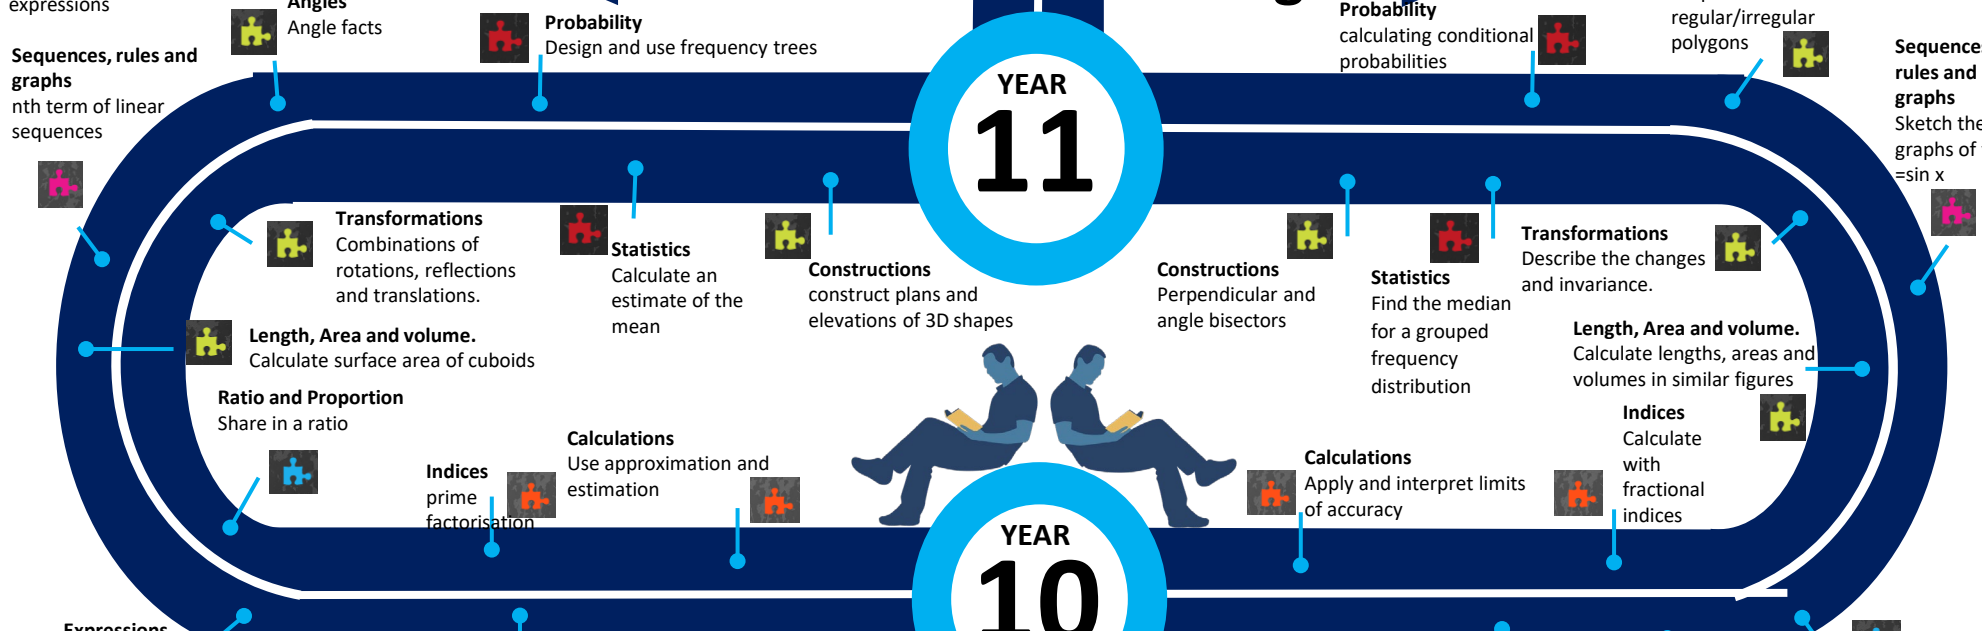 expressions
Angles
Angle facts
Probability
Design and use frequency trees
Sequences, rules and
graphs
nth term of linear
sequences
YEAR
11
Probability
calculating conditional
probabilities
regular/irregular
polygons
rules and
graphs
Sketch the
graphs of
=sin x
Transformations
Combinations of
rotations, reflections
and translations.
Statistics
Calculate an
estimate of the
mean
Constructions
construct plans and
elevations of 3D shapes
Constructions
Perpendicular and
angle bisectors
Statistics
Find the median
for a grouped
frequency
distribution
Transformations
Describe the changes
and invariance.
Length, Area and volume.
Calculate surface area of cuboids
Length, Area and volume.
Calculate lengths, areas and
volumes in similar figures
Ratio and Proportion
Share in a ratio
Indices
prime
factorisation
Calculations
Use approximation and
estimation
Calculations
Apply and interpret limits
of accuracy
Indices
Calculate
with
fractional
indices
YEAR
10
Expressions